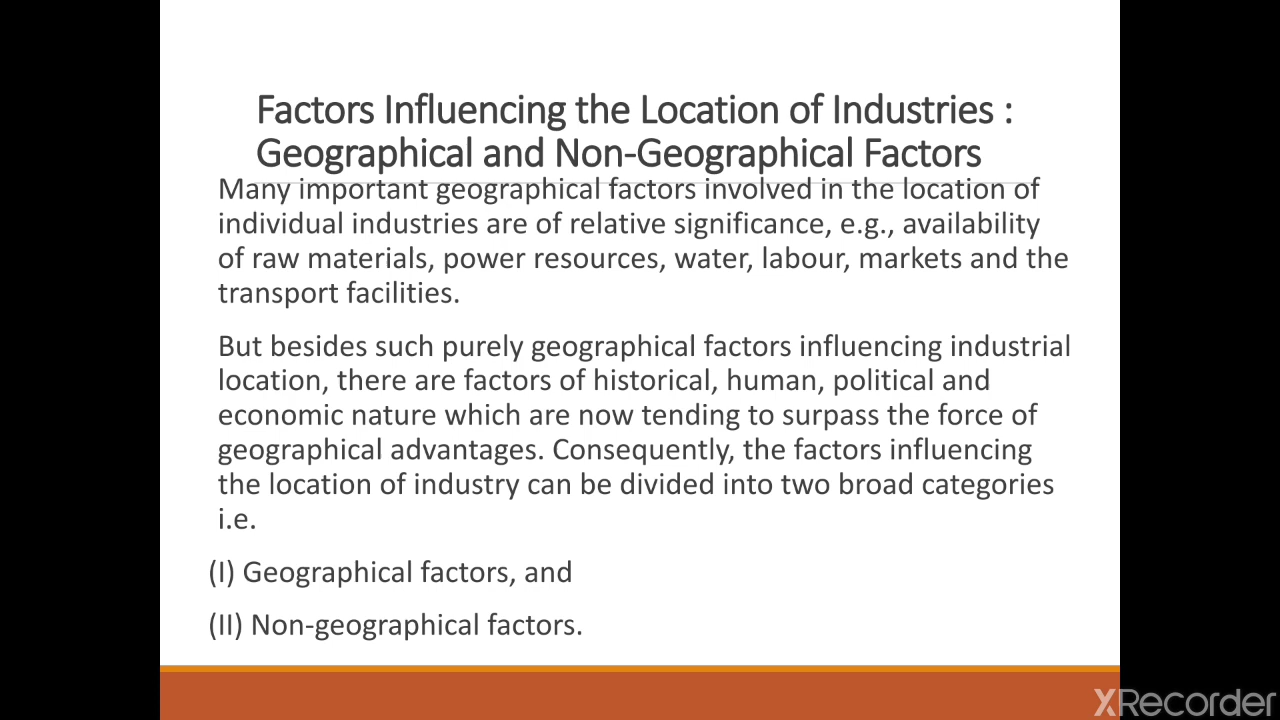 Factors Influencing the Location of Industries :
Geographical and Non-Geographical Factors
Many important geographical factors involved in the location of
individual industries are of relative significance, e.g., availability
of raw materials, power resources, water, labour, markets and the
transport facilities.
But besides such purely geographical factors influencing industrial
location, there are factors of historical, human, political and
economic nature which are now tending to surpass the force of
geographical advantages. Consequently, the factors influencing
the location of industry can be divided into two broad categories
i.e.
(I) Geographical factors, and
(II) Non-geographical factors.
XRecorder